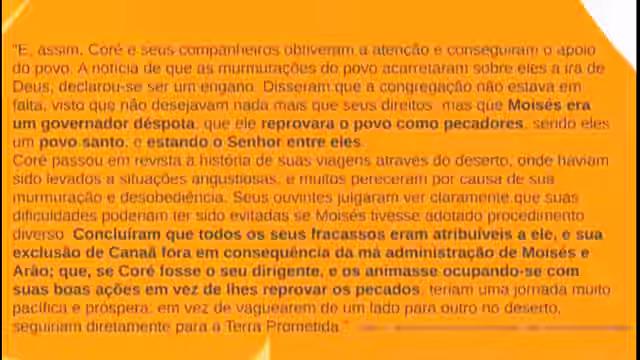 "E, assim, Coré e seus companheiros obtiveram a atenção e conseguiram o apoio
do povo. A notícia de que as murmurações do povo acarretaram sobre eles a ira de
Deus, declarou-se ser um engano. Disseram que a congregação não estava em
falta, visto que não desejavam nada mais que seus direitos, mas que Moisés era
um governador déspota, que ele reprovara o povo como pecadores, sendo eles
um povo santo, e estando o Senhor entre eles.
Coré passou em revista a história de suas viagens através do deserto, onde haviam
sido levados a situações angustiosas, e muitos pereceram por causa de sua
murmuração e desobediência. Seus ouvintes julgaram ver claramente que suas
dificuldades poderiam ter sido evitadas se Moisés tivesse adotado procedimento
diverso. Concluíram que todos os seus fracassos eram atribuíveis a ele, e sua
exclusão de Canaã fora em consequência da má administração de Moisés e
Arão; que, se Coré fosse o seu dirigente, e os animasse ocupando-se com
suas boas ações em vez de lhes reprovar os pecados, teriam uma jornada muito
pacífica e próspera; em vez de vaguearem de um lado para outro no deserto,
seguiriam diretamente para a Terra Prometida."